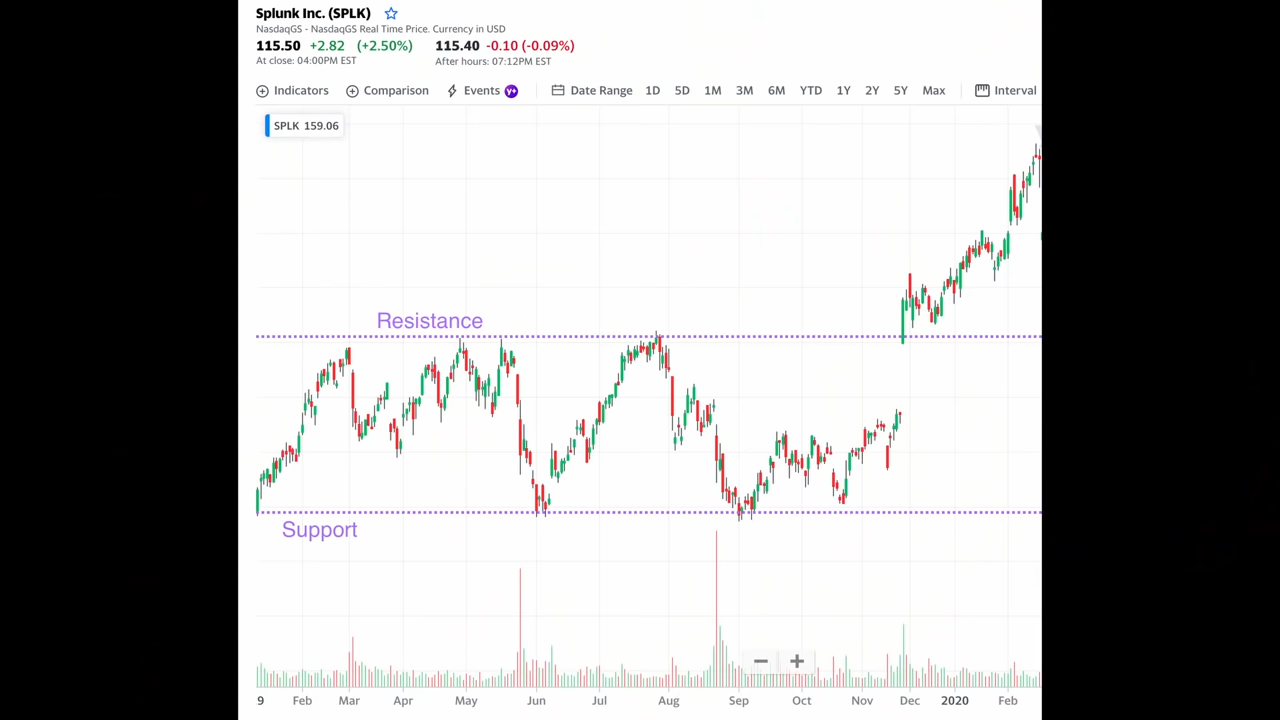 Splunk Inc. (SPLK)
NasdaqGS - NasdaqGS Real Time Price. Currency in USD
115.50 +2.82 (+2.50%) 115.40 -0.10 (-0.09%)
At close: 04:00PM EST After hours: 07:12PM EST
Indicators Comparison Events Y+ Date Range 1D 5D 1M 3M 6M YTD 1Y 2Y 5Y Max Interval
SPLK 159.06
Resistance
Support
9 Feb Mar Apr May Jun Jul Aug Sep Oct Nov Dec 2020 Feb